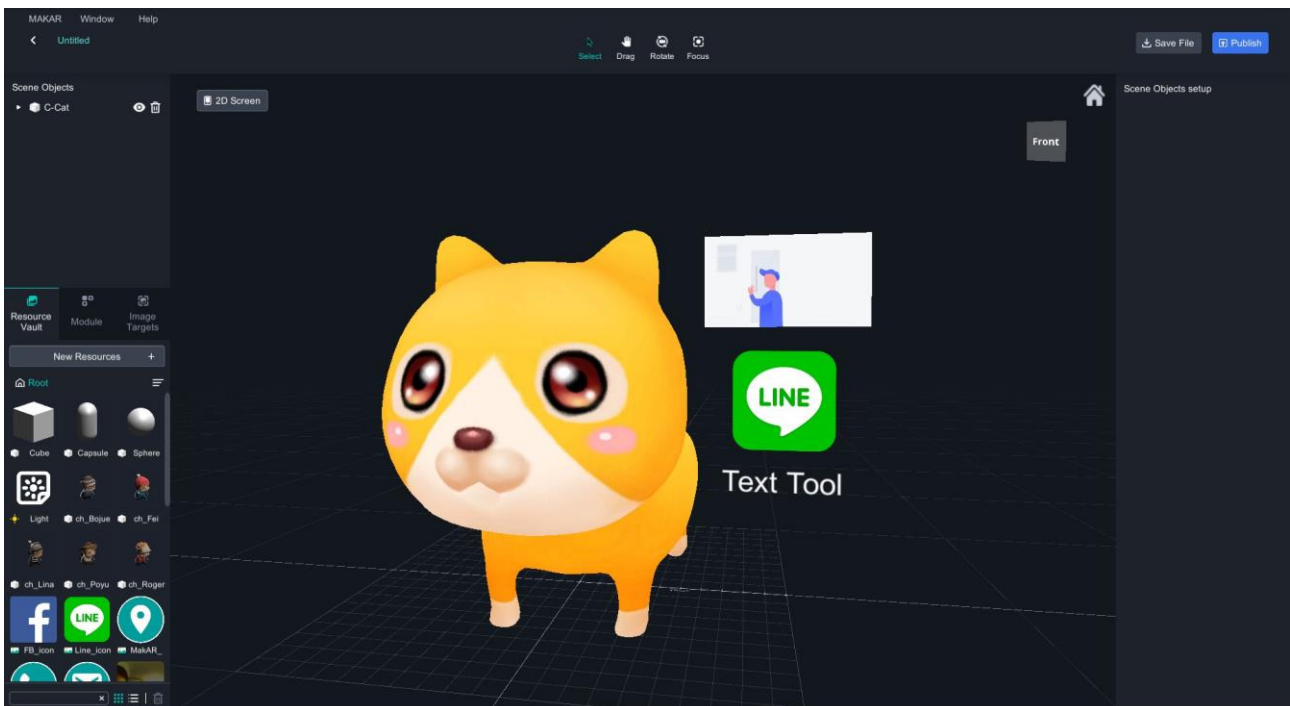 MAKAR Window Help
Untitled
Select Drag Rotate Focus
Save File Publish
Scene Objects
C-Cat
2D Screen
Scene Objects setup
Front
Resource Vault
Module
Image Targets
New Resources +
Root
Cube Capsule Sphere
Light ch_Bojue ch_Fei
ch_Lina ch_Poyu ch_Roger
LINE
FB_icon Line_icon MakAR_
LINE
Text Tool